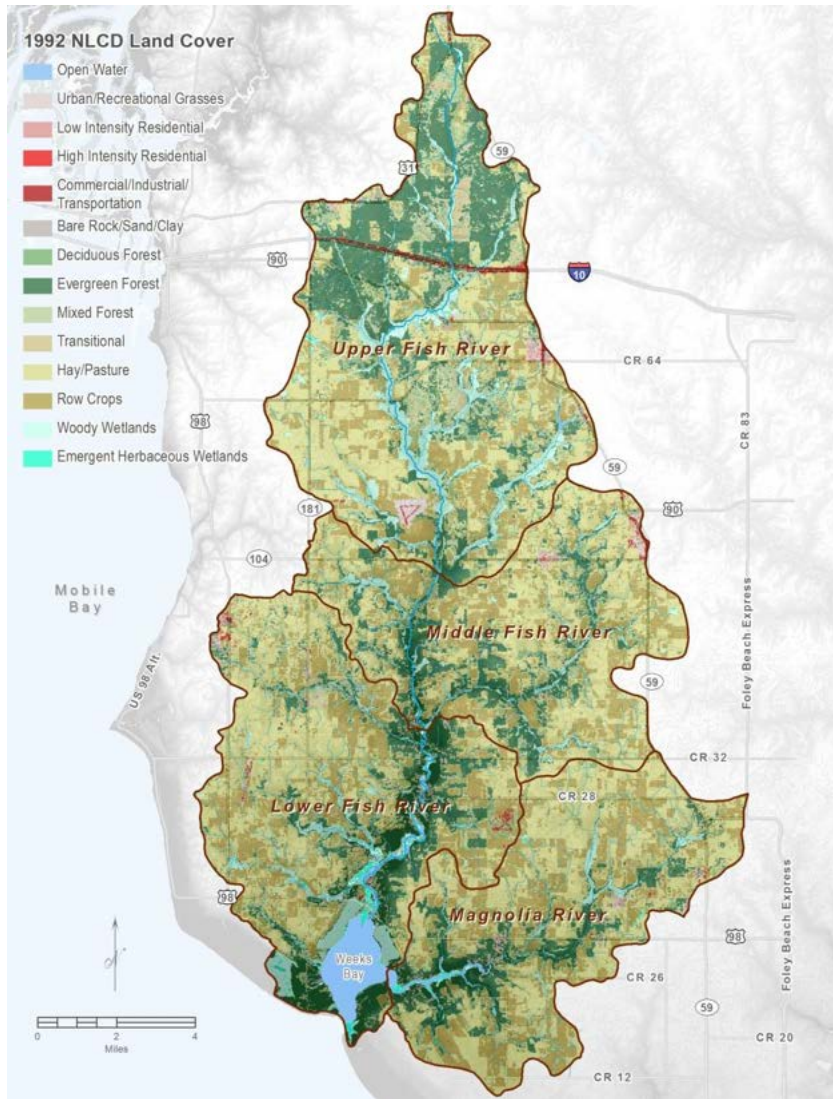 1992 NLCD Land Cover
Open Water
Urban/Recreational Grasses
Low Intensity Residential
High Intensity Residential
Commercial/Industrial/
Transportation
Bare Rock/Sand/Clay
Deciduous Forest
Evergreen Forest
Mixed Forest
Transitional
Hay/Pasture
Row Crops
Woody Wetlands
Emergent Herbaceous Wetlands
59
31
90
10
Upper Fish River
CR 64
98
CR 83
59
181
90
104
Mobile
Bay
Middle Fish River
US 98 Alt.
59
Foley Beach Express
CR 32
CR 28
Lower Fish River
98
Magnolia River
98
Foley Beach Express
Weeks
Bay
CR 26
59
CR 20
CR 12
N
0 2 4
Miles